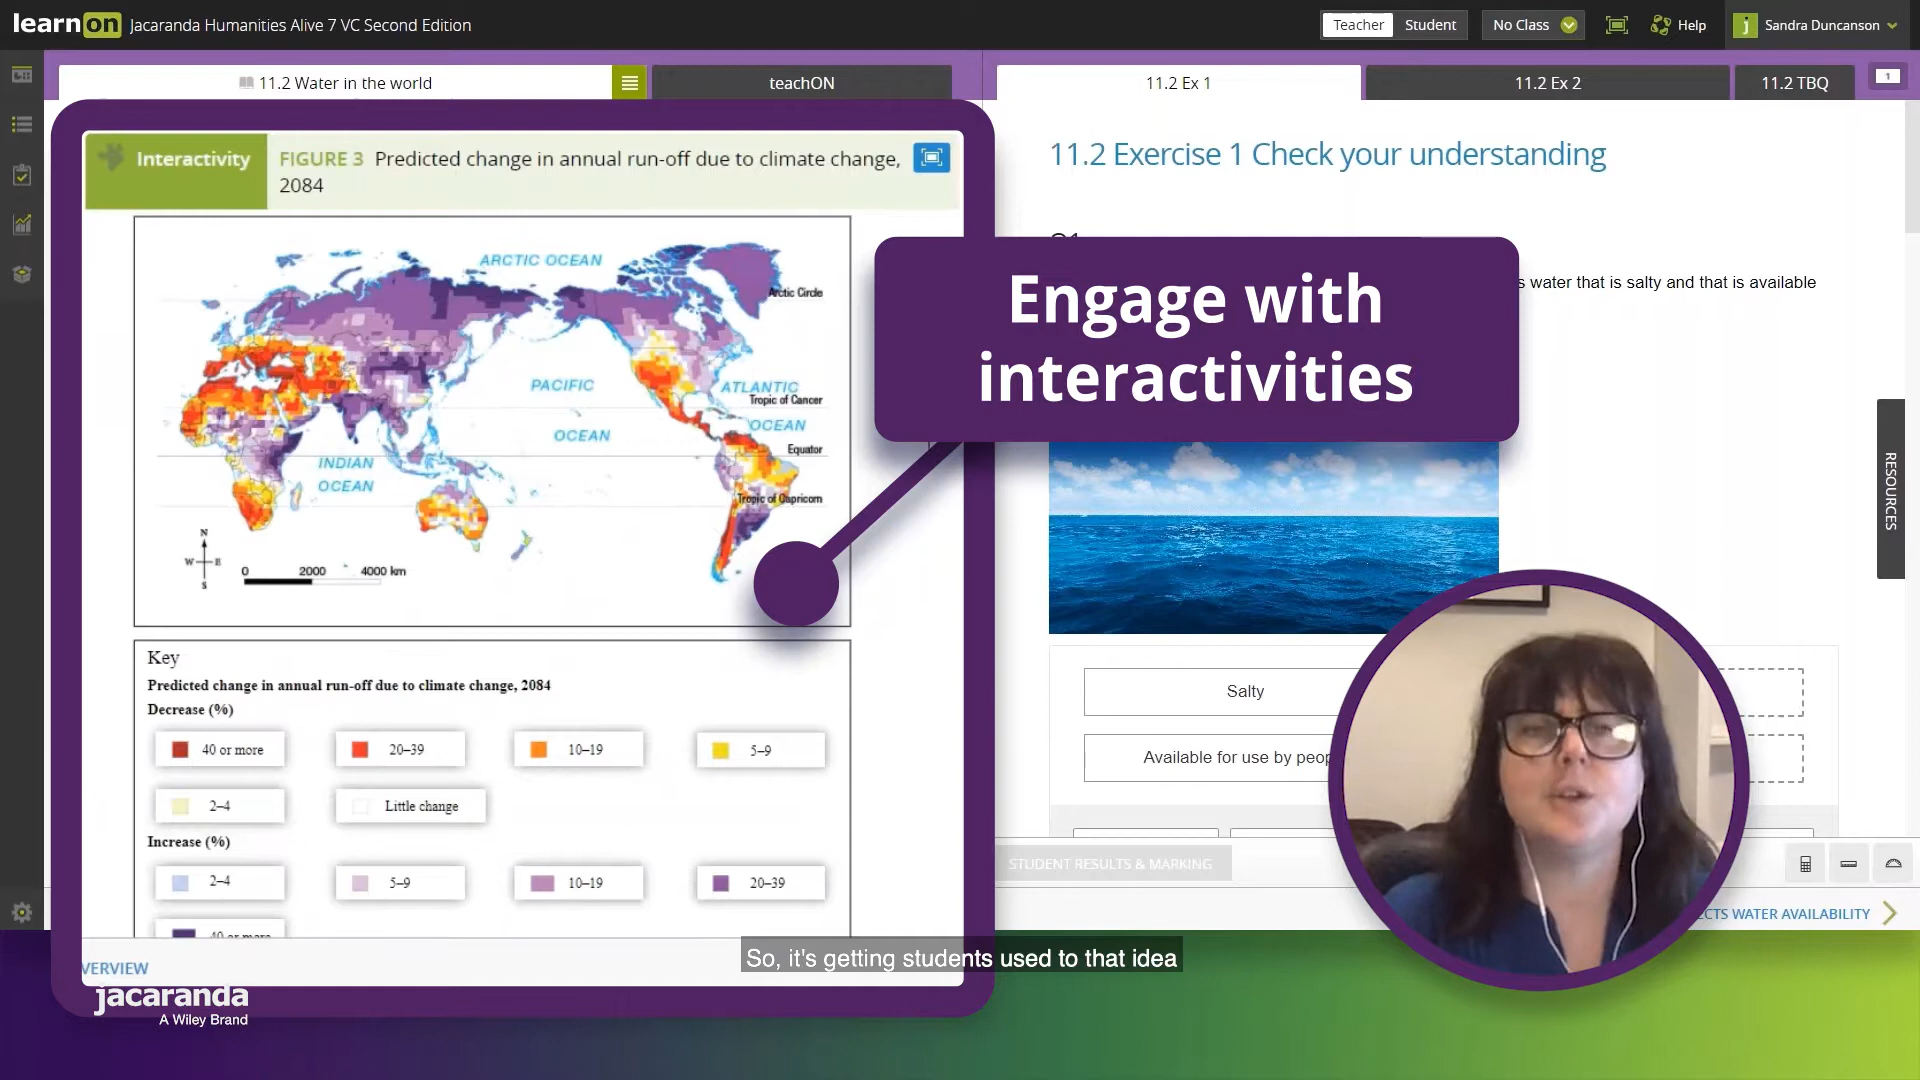 learnon Jacaranda Humanities Alive 7 VC Second Edition
Teacher Student No Class Help j Sandra Duncanson
11.2 Water in the world
teachON
11.2 Ex 1
11.2 Ex 2
11.2 TBQ
1
Interactivity
FIGURE 3 Predicted change in annual run-off due to climate change,
2084
ARCTIC OCEAN
Arctic Circle
PACIFIC
OCEAN
ATLANTIC
Tropic of Cancer
OCEAN
Equator
INDIAN
OCEAN
Tropic of Capricorn
N
W E
S
0 2000 4000 km
Key
Predicted change in annual run-off due to climate change, 2084
Decrease (%)
40 or more 20–39 10–19 5–9
2–4 Little change
Increase (%)
2–4 5–9 10–19 20–39
40 or more
VERVIEW
jacaranda
A Wiley Brand
11.2 Exercise 1 Check your understanding
water that is salty and that is available
Engage with
interactivities
Salty
Available for use by
RESOURCES
STUDENT RESULTS & MARKING
WATER AVAILABILITY
So, it's getting students used to that idea